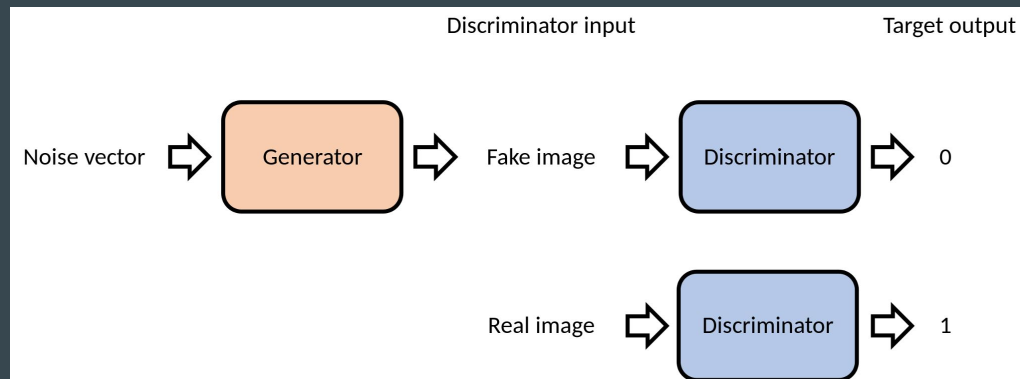 Discriminator input Target output
Noise vector Generator Fake image Discriminator 0
Real image Discriminator 1